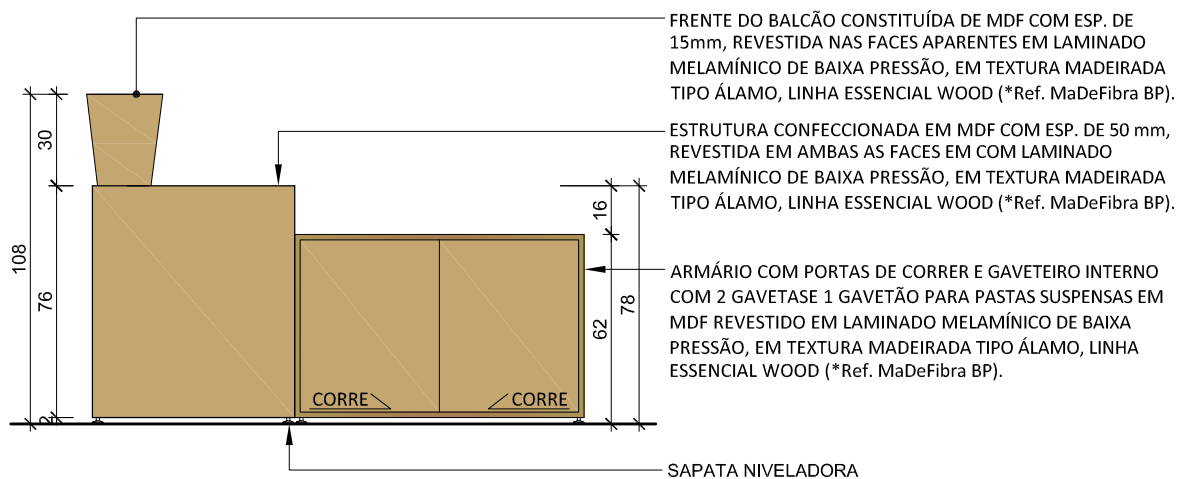 FRENTE DO BALCÃO CONSTITUÍDA DE MDF COM ESP. DE
15mm, REVESTIDA NAS FACES APARENTES EM LAMINADO
MELAMÍNICO DE BAIXA PRESSÃO, EM TEXTURA MADEIRADA
TIPO ÁLAMO, LINHA ESSENCIAL WOOD (*Ref. MaDeFibra BP).
ESTRUTURA CONFECCIONADA EM MDF COM ESP. DE 50 mm,
REVESTIDA EM AMBAS AS FACES EM COM LAMINADO
MELAMÍNICO DE BAIXA PRESSÃO, EM TEXTURA MADEIRADA
TIPO ÁLAMO, LINHA ESSENCIAL WOOD (*Ref. MaDeFibra BP).
ARMÁRIO COM PORTAS DE CORRER E GAVETEIRO INTERNO
COM 2 GAVETASE 1 GAVETÃO PARA PASTAS SUSPENSAS EM
MDF REVESTIDO EM LAMINADO MELAMÍNICO DE BAIXA
PRESSÃO, EM TEXTURA MADEIRADA TIPO ÁLAMO, LINHA
ESSENCIAL WOOD (*Ref. MaDeFibra BP).
108
30
76
2
16
62
78
CORRE
CORRE
SAPATA NIVELADORA